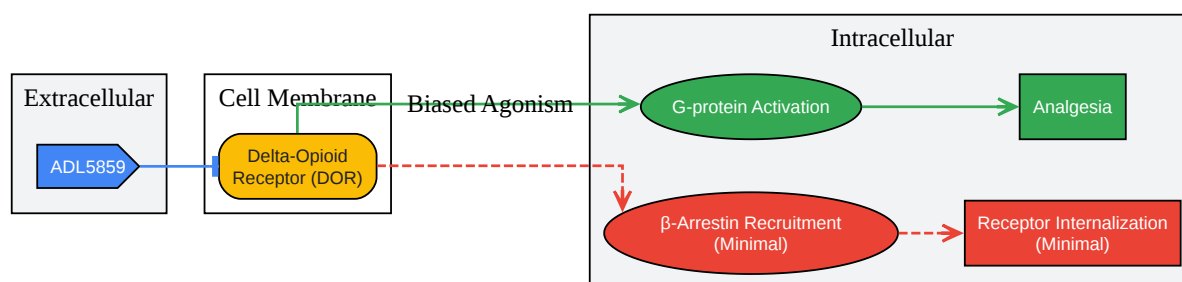 Intracellular
Extracellular
Cell Membrane
Biased Agonism
G-protein Activation
Analgesia
ADL5859
Delta-Opioid
Receptor (DOR)
β-Arrestin Recruitment
(Minimal)
Receptor Internalization
(Minimal)